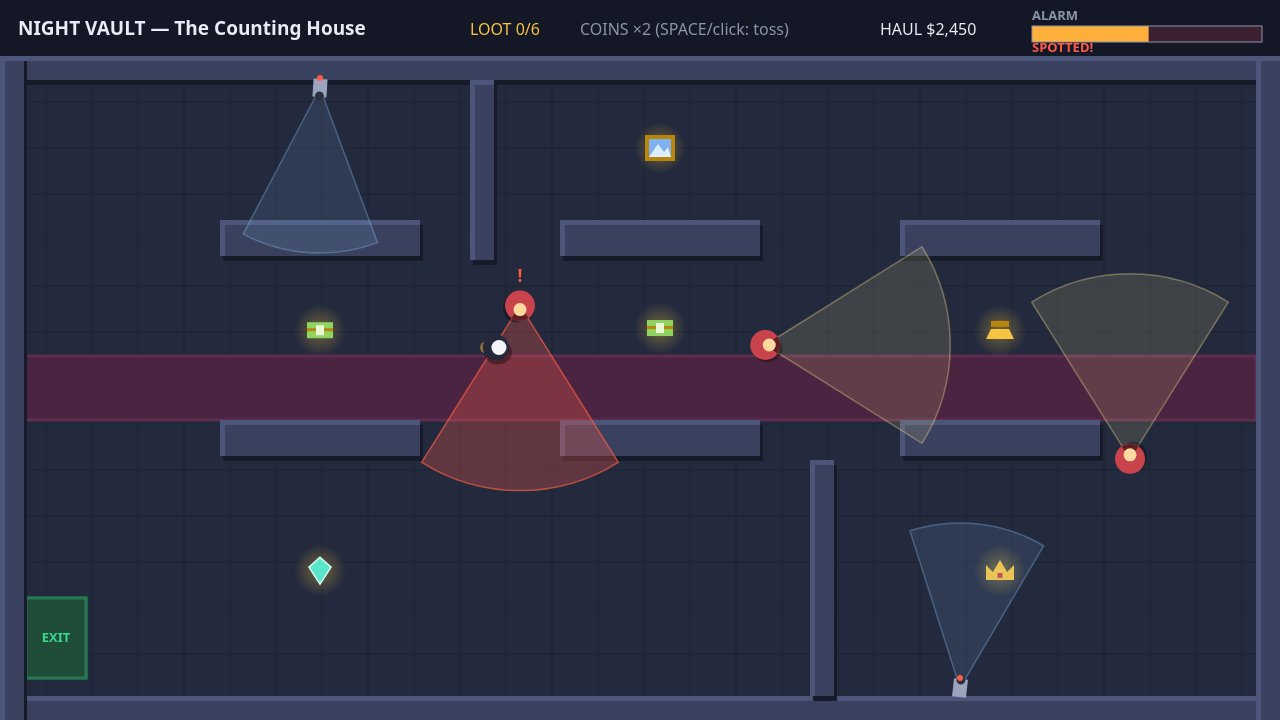 NIGHT VAULT — The Counting House
LOOT 0/6
COINS ×2 (SPACE/click: toss)
HAUL $2,450
ALARM
SPOTTED!
!
EXIT